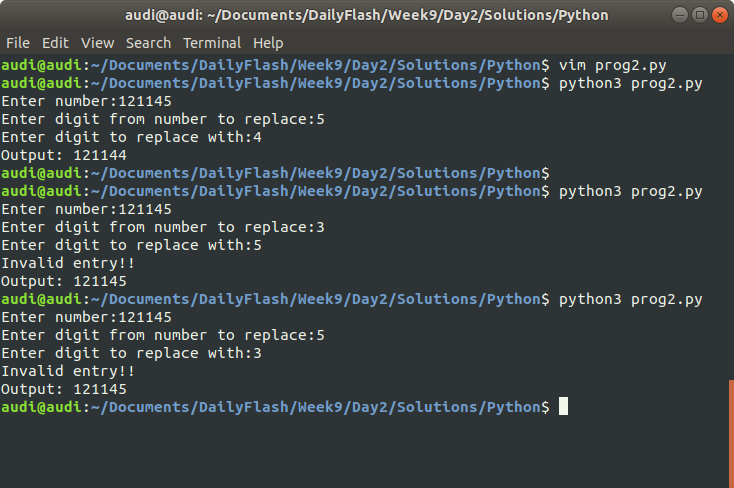 audi@audi: ~/Documents/DailyFlash/Week9/Day2/Solutions/Python
File Edit View Search Terminal Help
audi@audi:~/Documents/DailyFlash/Week9/Day2/Solutions/Python$ vim prog2.py
audi@audi:~/Documents/DailyFlash/Week9/Day2/Solutions/Python$ python3 prog2.py
Enter number:121145
Enter digit from number to replace:5
Enter digit to replace with:4
Output: 121144
audi@audi:~/Documents/DailyFlash/Week9/Day2/Solutions/Python$
audi@audi:~/Documents/DailyFlash/Week9/Day2/Solutions/Python$ python3 prog2.py
Enter number:121145
Enter digit from number to replace:3
Enter digit to replace with:5
Invalid entry!!
Output: 121145
audi@audi:~/Documents/DailyFlash/Week9/Day2/Solutions/Python$ python3 prog2.py
Enter number:121145
Enter digit from number to replace:5
Enter digit to replace with:3
Invalid entry!!
Output: 121145
audi@audi:~/Documents/DailyFlash/Week9/Day2/Solutions/Python$